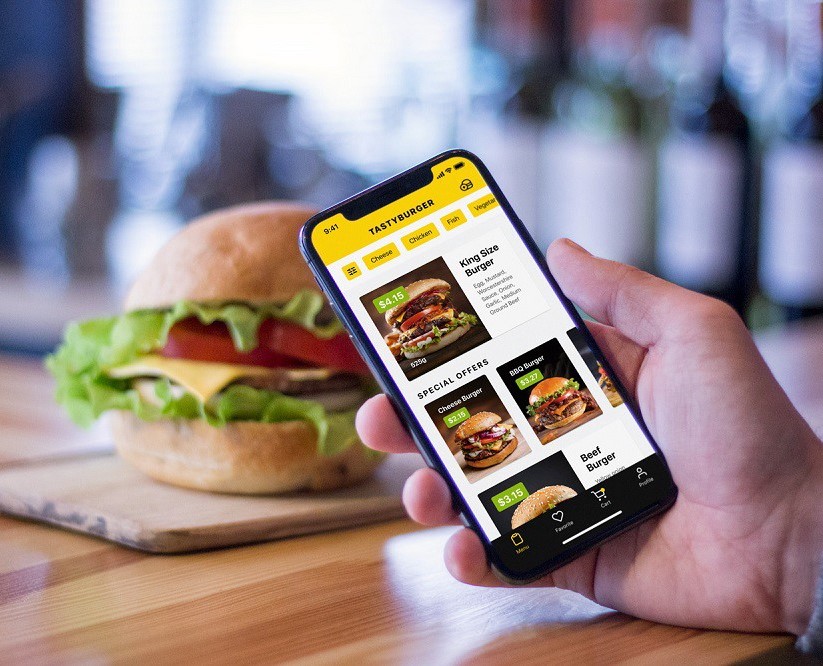 9:41
TASTYBURGER
Cheese
Chicken
Fish
Vegetar
$4.15
525g
King Size
Burger
Egg, Mustard,
Worcestershire
Sauce, Onion,
Garlic, Medium
Ground Beef
SPECIAL OFFERS
Cheese Burger
$2.15
BBQ Burger
$3.27
$3.15
Beef
Burger
Menu
Favorite
Cart
Profile